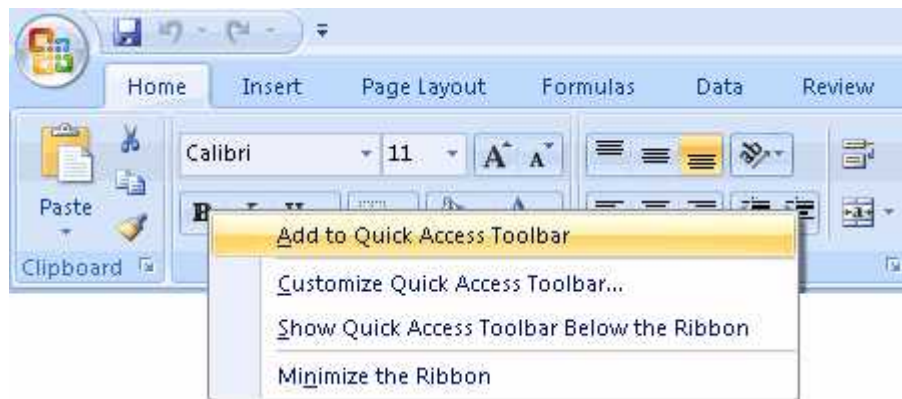 Home Insert Page Layout Formulas Data Review
Calibri 11 A A
Paste B
Add to Quick Access Toolbar
Clipboard
Customize Quick Access Toolbar...
Show Quick Access Toolbar Below the Ribbon
Minimize the Ribbon